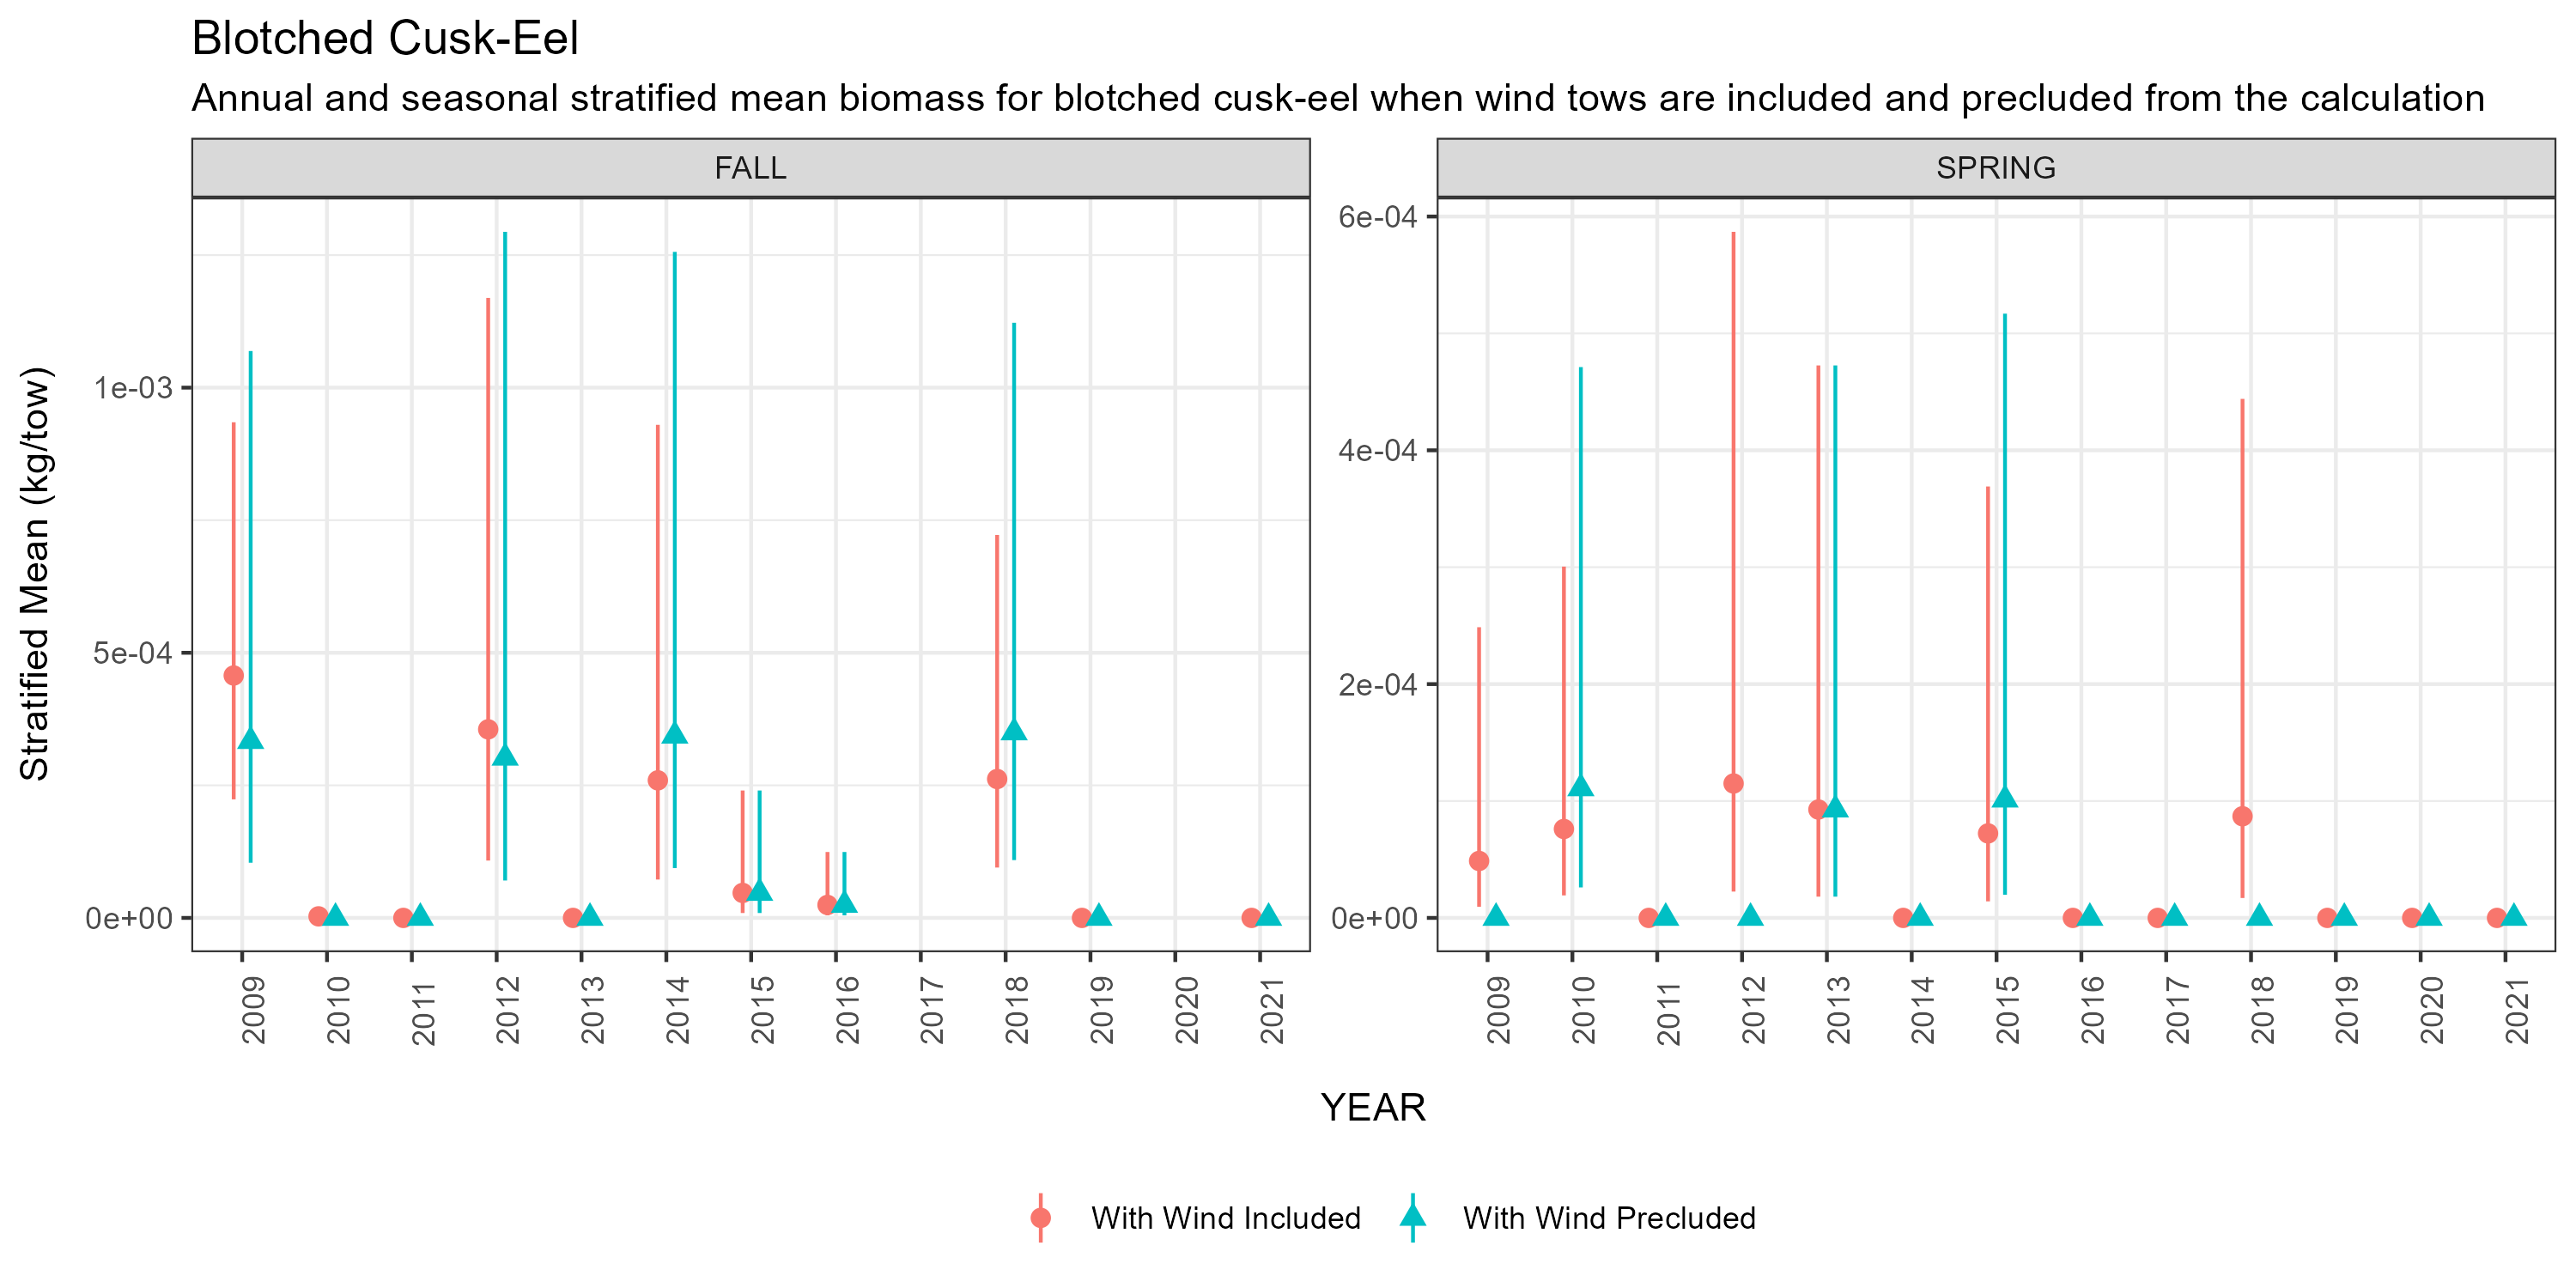 Blotched Cusk-Eel
Annual and seasonal stratified mean biomass for blotched cusk-eel when wind tows are included and precluded from the calculation
FALL
SPRING
Stratified Mean (kg/tow)
1e-03
5e-04
0e+00
6e-04
4e-04
2e-04
0e+00
2009 2010 2011 2012 2013 2014 2015 2016 2017 2018 2019 2020 2021
2009 2010 2011 2012 2013 2014 2015 2016 2017 2018 2019 2020 2021
YEAR
With Wind Included With Wind Precluded